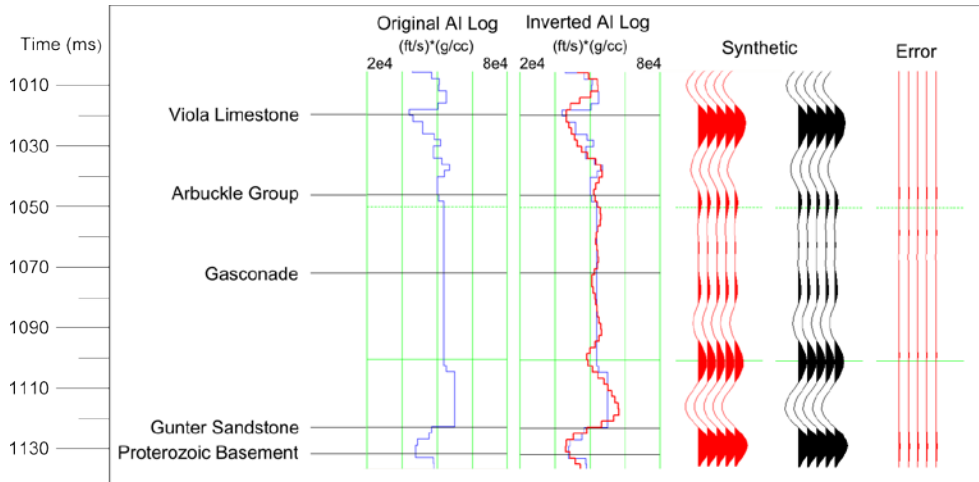 Original AI Log
Inverted AI Log
Time (ms)
(ft/s)*(g/cc)
(ft/s)*(g/cc)
Synthetic
Error
2e4
8e4
2e4
8e4
1010
Viola Limestone
1030
Arbuckle Group
1050
1070
Gasconade
1090
1110
Gunter Sandstone
1130
Proterozoic Basement